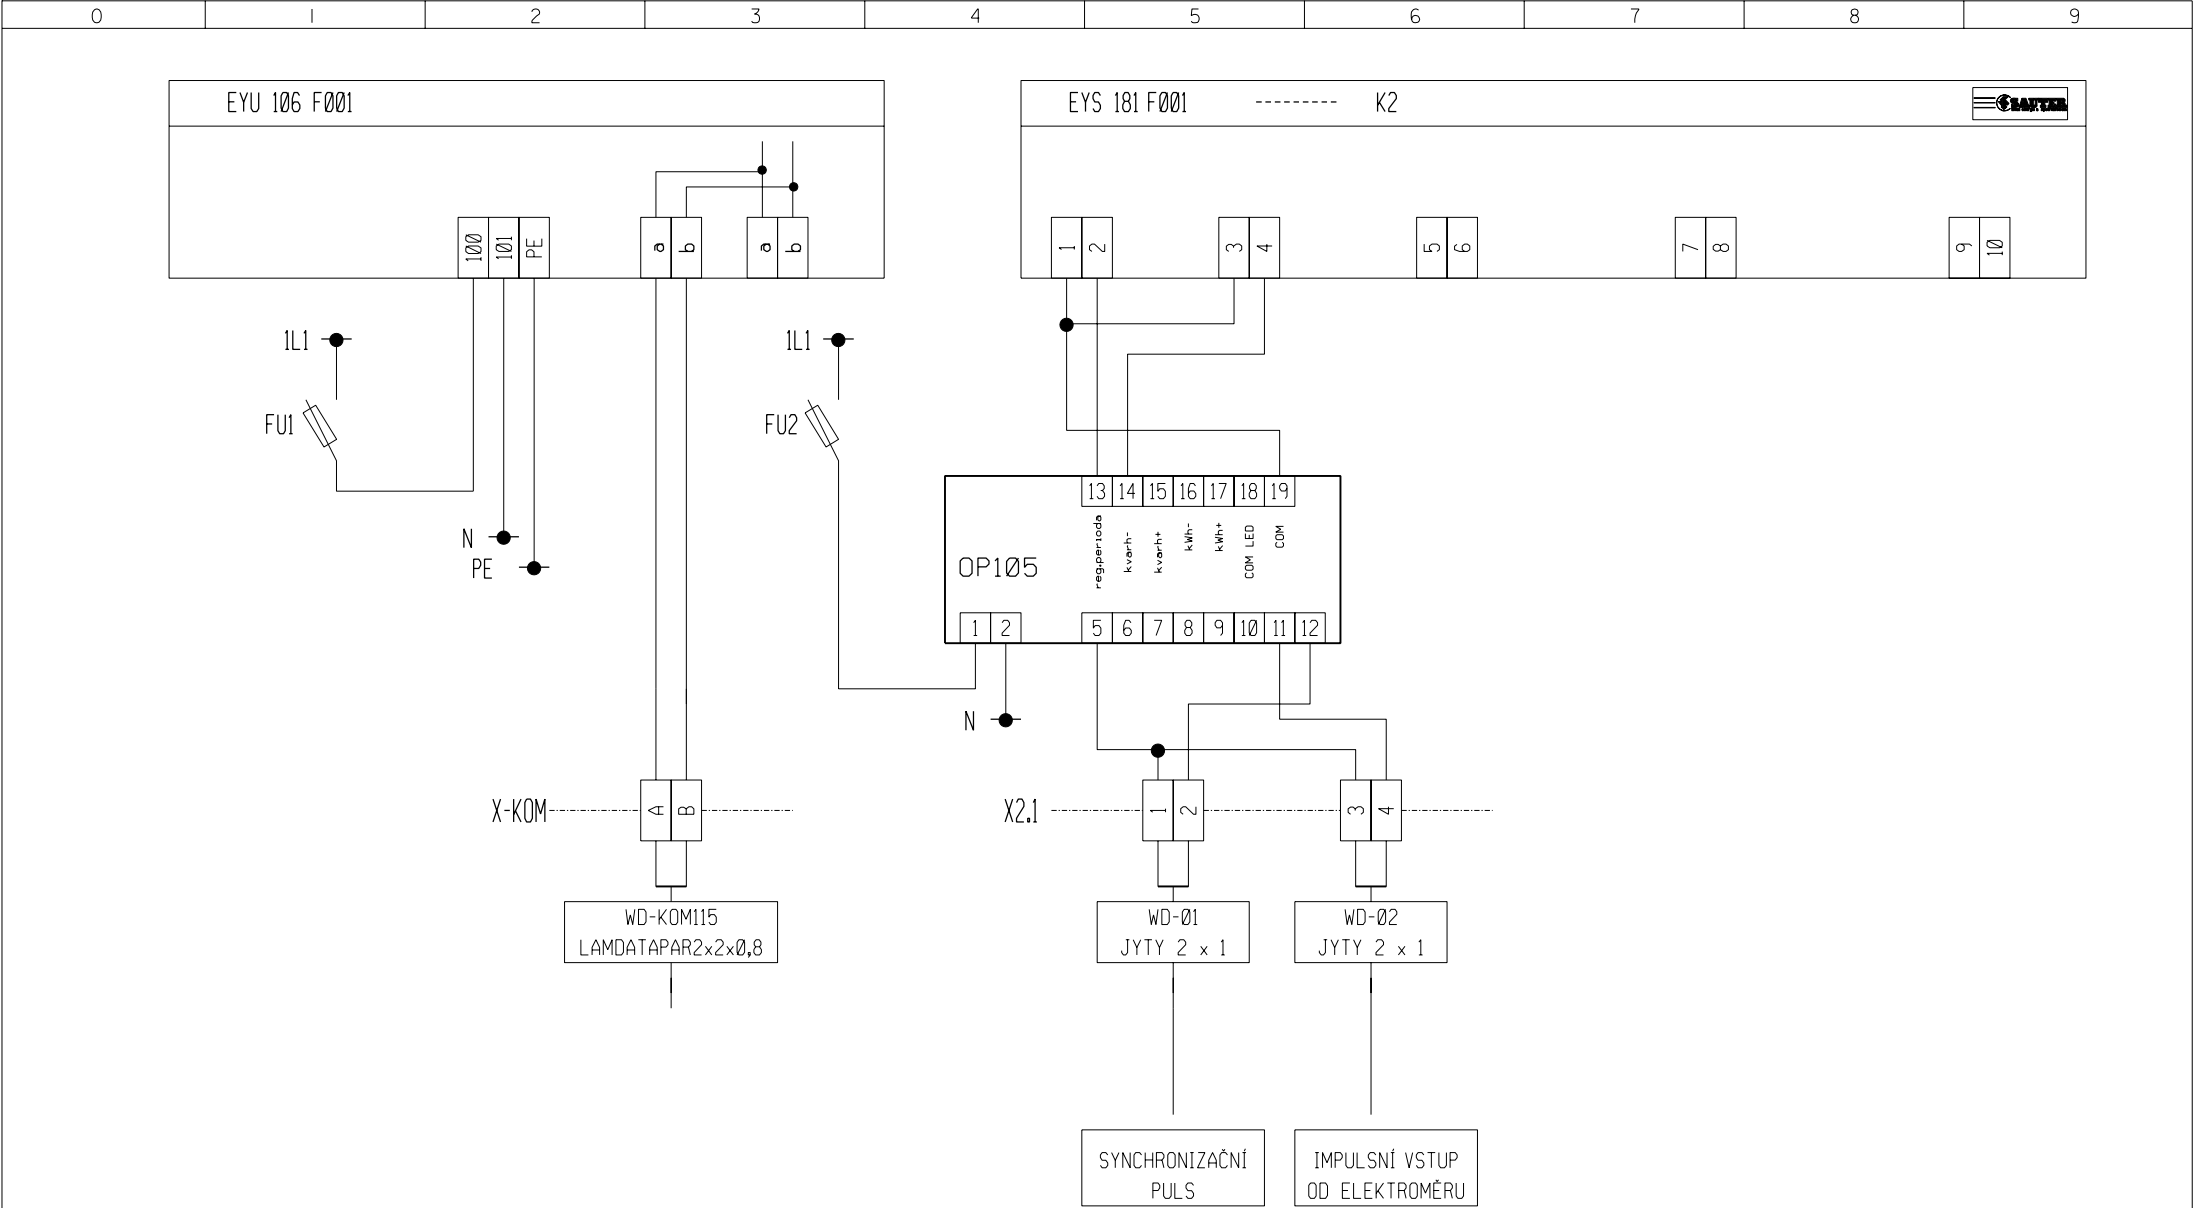 0 1 2 3 4 5 6 7 8 9
EYU 106 F001
EYS 181 F001 --------- K2
SAUTER
100 101 PE a b a b
1 2 3 4 5 6 7 8 9 10
1L1
1L1
FU1
FU2
N
PE
13 14 15 16 17 18 19
reg.perioda
kvarh-
kvarh+
kWh-
kWh+
COM LED
COM
OP105
1 2 5 6 7 8 9 10 11 12
N
X-KOM A B
X2.1 1 2 3 4
WD-KOM115
LAMDATAPAR2x2x0,8
WD-01
JYTY 2 x 1
WD-02
JYTY 2 x 1
SYNCHRONIZAČNÍ
PULS
IMPULSNÍ VSTUP
OD ELEKTROMĚRU